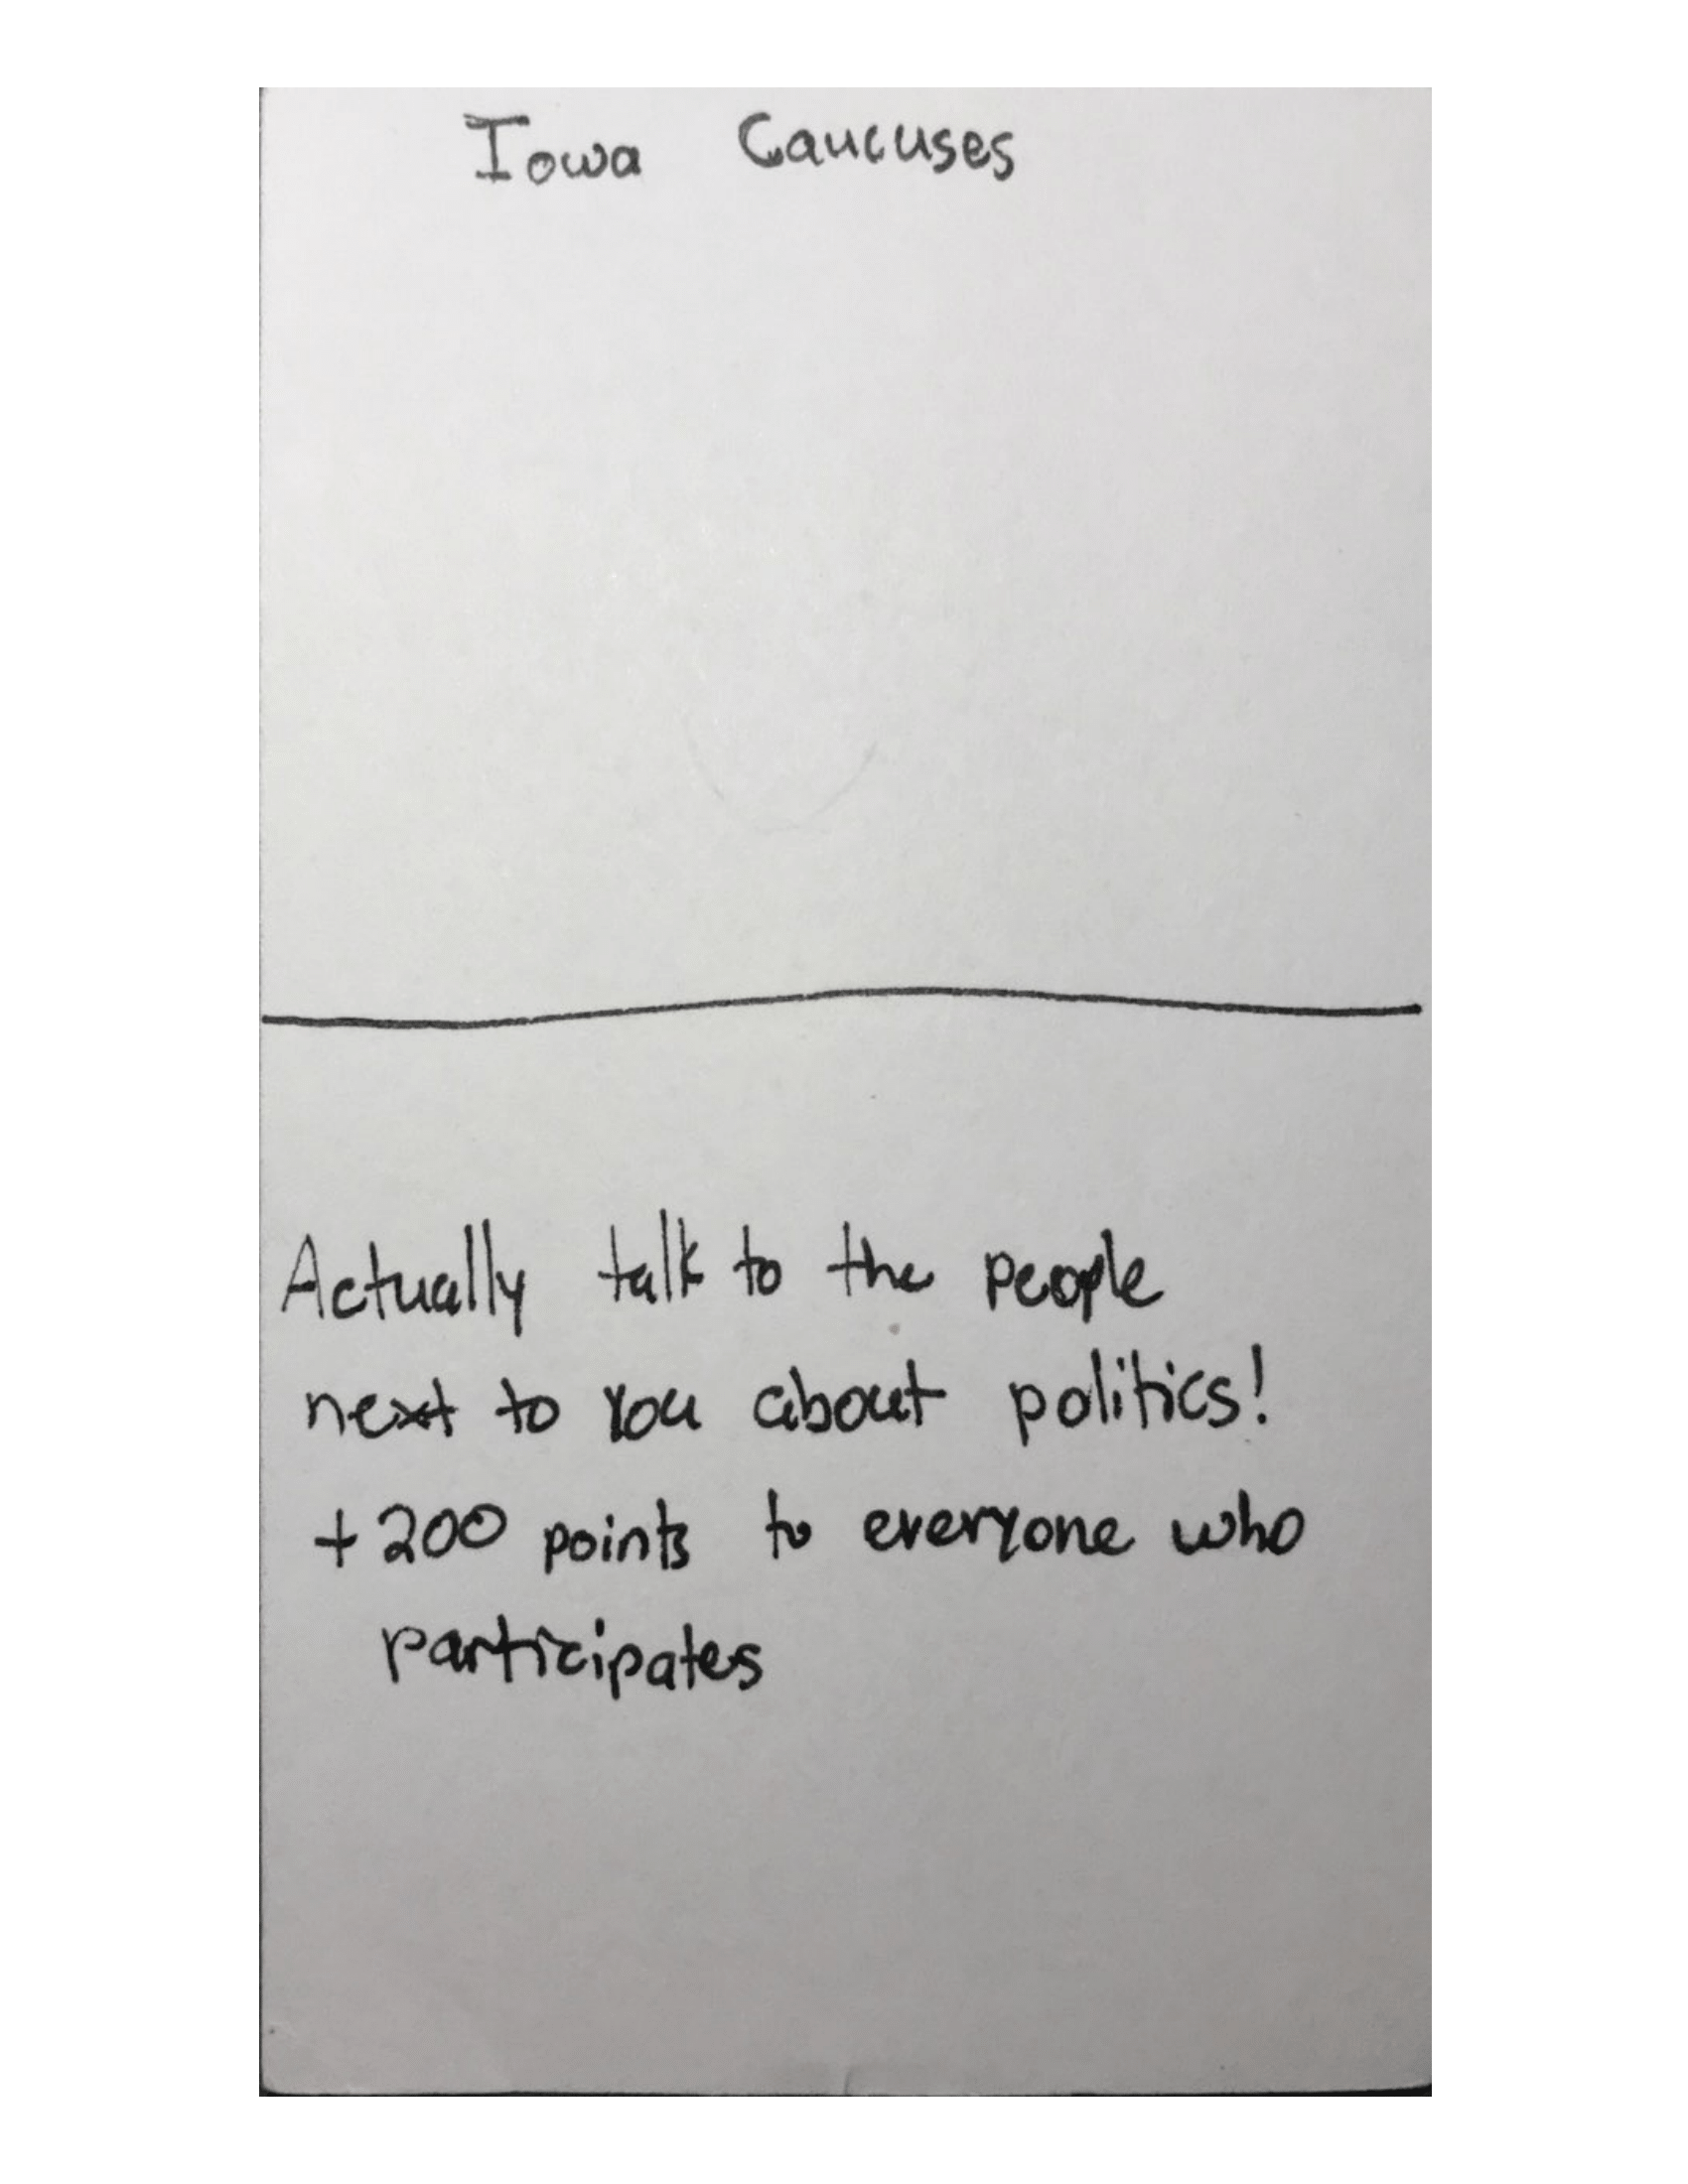 Iowa Caucuses
Actually talk to the people
next to you about politics!
+200 points to everyone who
participates